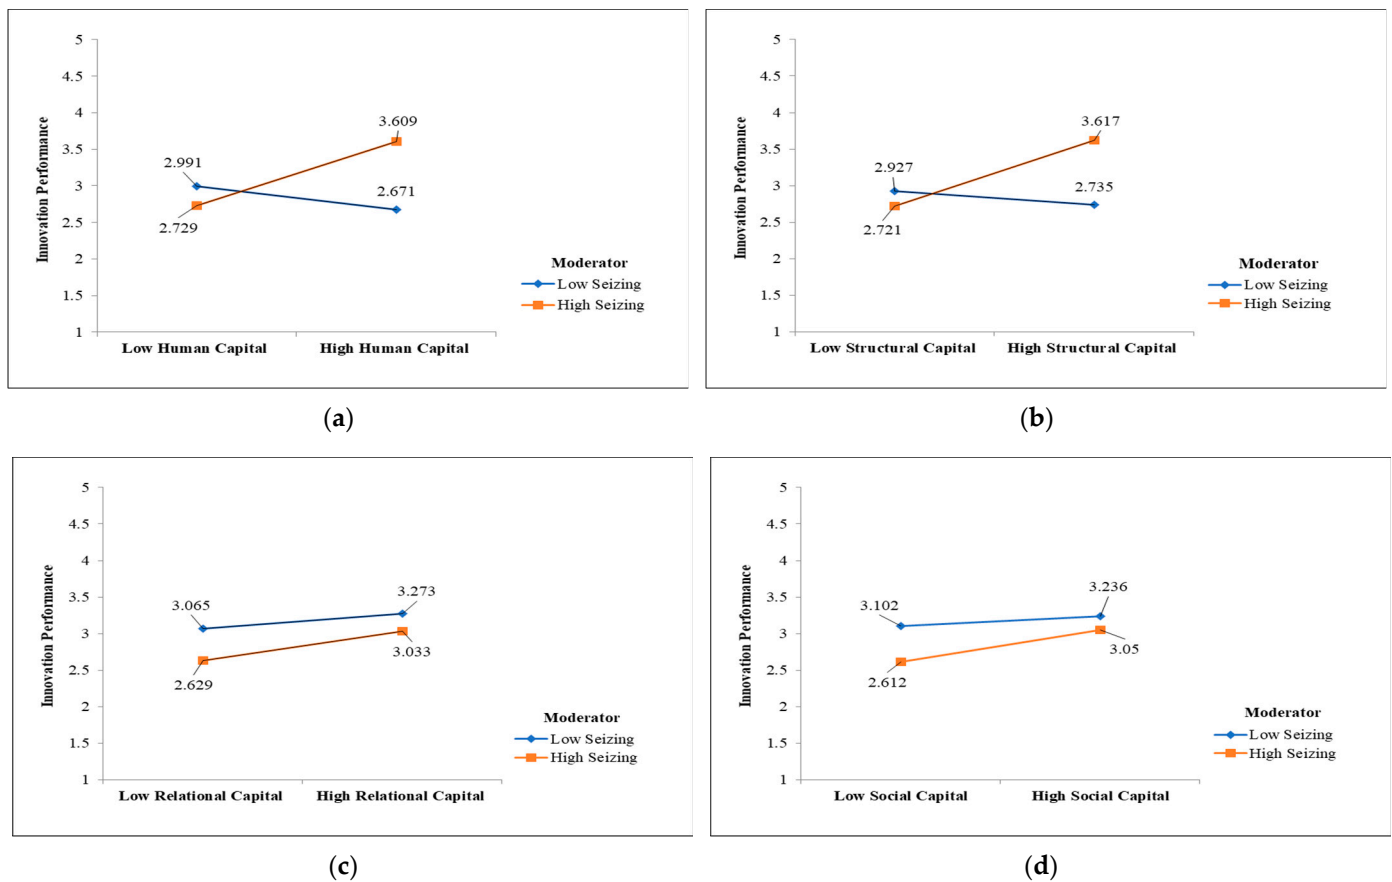 5
4.5
4
3.5
3
2.5
2
1.5
1
Innovation Performance
2.991
2.729
3.609
2.671
Low Human Capital
High Human Capital
Moderator
Low Seizing
High Seizing
(a)
5
4.5
4
3.5
3
2.5
2
1.5
1
Innovation Performance
2.927
2.721
3.617
2.735
Low Structural Capital
High Structural Capital
Moderator
Low Seizing
High Seizing
(b)
5
4.5
4
3.5
3
2.5
2
1.5
1
Innovation Performance
3.065
2.629
3.273
3.033
Low Relational Capital
High Relational Capital
Moderator
Low Seizing
High Seizing
(c)
5
4.5
4
3.5
3
2.5
2
1.5
1
Innovation Performance
3.102
2.612
3.236
3.05
Low Social Capital
High Social Capital
Moderator
Low Seizing
High Seizing
(d)